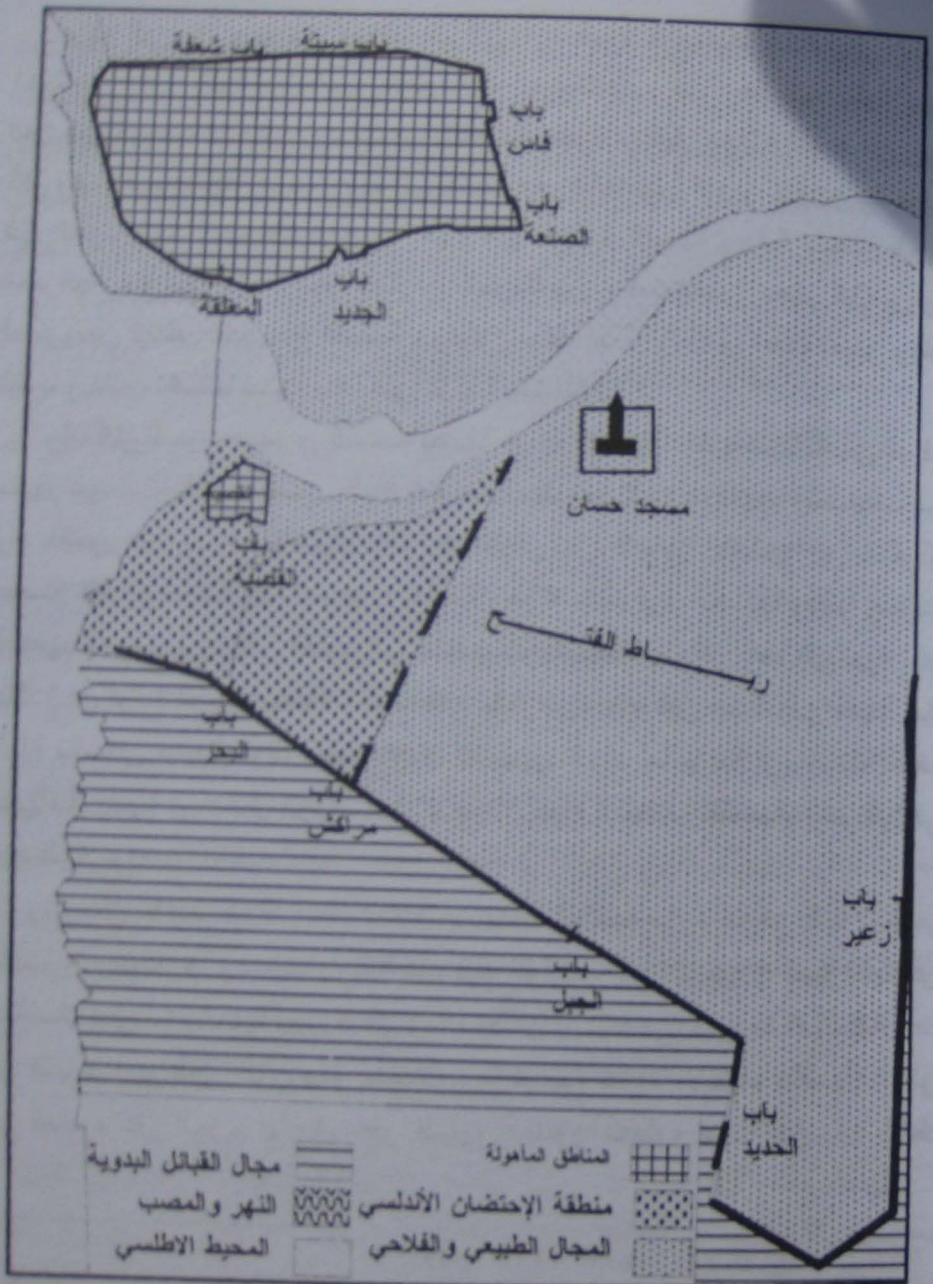 باب سبتة
باب شعفة
باب
فاس
باب
الصنعة
باب
الجديد
المعلقة
مسجد حسان
القصبة
باب
القصبة
رباط الفتح
باب
البحر
باب
مراكش
باب
زعير
باب
الجبل
باب
الحديد
المناطق المأهولة
مجال القبائل البدوية
منطقة الإحتضان الأندلسي
النهر والمصب
المجال الطبيعي والفلاحي
المحيط الاطلسي